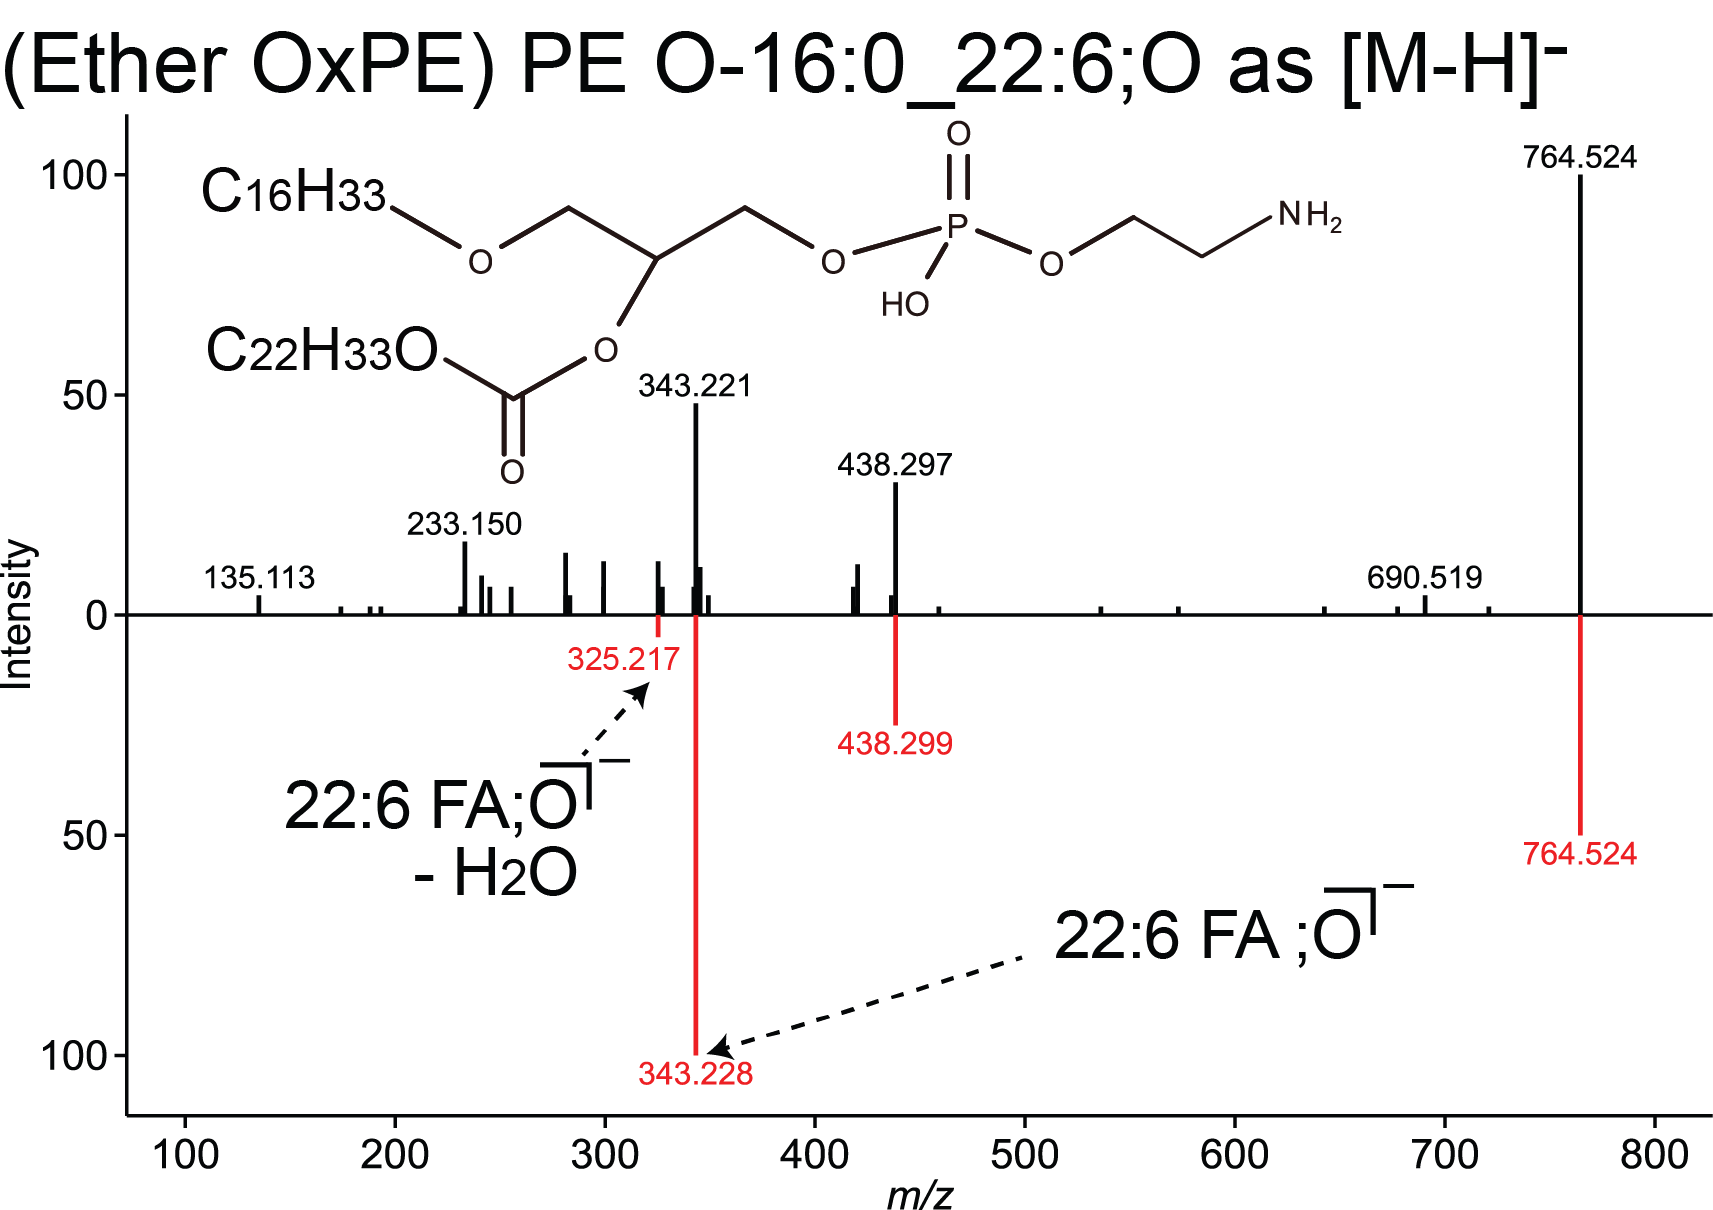 (Ether OxPE) PE O-16:0_22:6;O as [M-H]⁻
O
C16H33
O
O
P
O
NH2
HO
C22H33O
O
O
764.524
343.221
438.297
233.150
135.113
690.519
325.217
438.299
764.524
343.228
22:6 FA;O⁻
- H2O
22:6 FA ;O⁻
Intensity
100
50
0
50
100
100 200 300 400 500 600 700 800
m/z